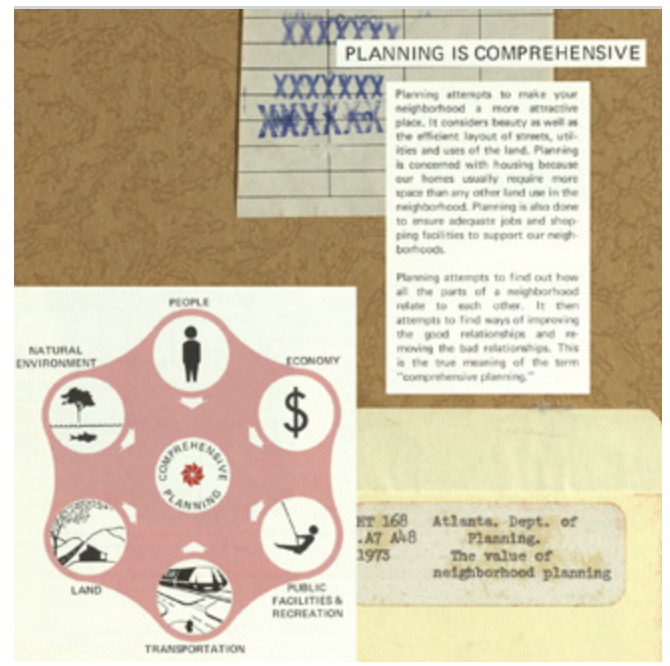 XXXXXXX
PLANNING IS COMPREHENSIVE
XXXXXXX
XXXXXXX
Planning attempts to make your
neighborhood a more attractive
place. It considers beauty as well as
the efficient layout of streets, util-
ities and uses of the land. Planning
is concerned with housing because
our homes usually require more
space than any other land use in the
neighborhood. Planning is also done
to ensure adequate jobs and shop-
ping facilities to support our neigh-
borhoods.
Planning attempts to find out how
all the parts of a neighborhood
relate to each other. It then
attempts to find ways of improving
the good relationships and re-
moving the bad relationships. This
is the true meaning of the term
"comprehensive planning."
PEOPLE
NATURAL
ENVIRONMENT
ECONOMY
$
COMPREHENSIVE
PLANNING
LAND
PUBLIC
FACILITIES &
RECREATION
TRANSPORTATION
HT 168 Atlanta. Dept. of
.A7 A48 Planning.
1973 The value of
neighborhood planning